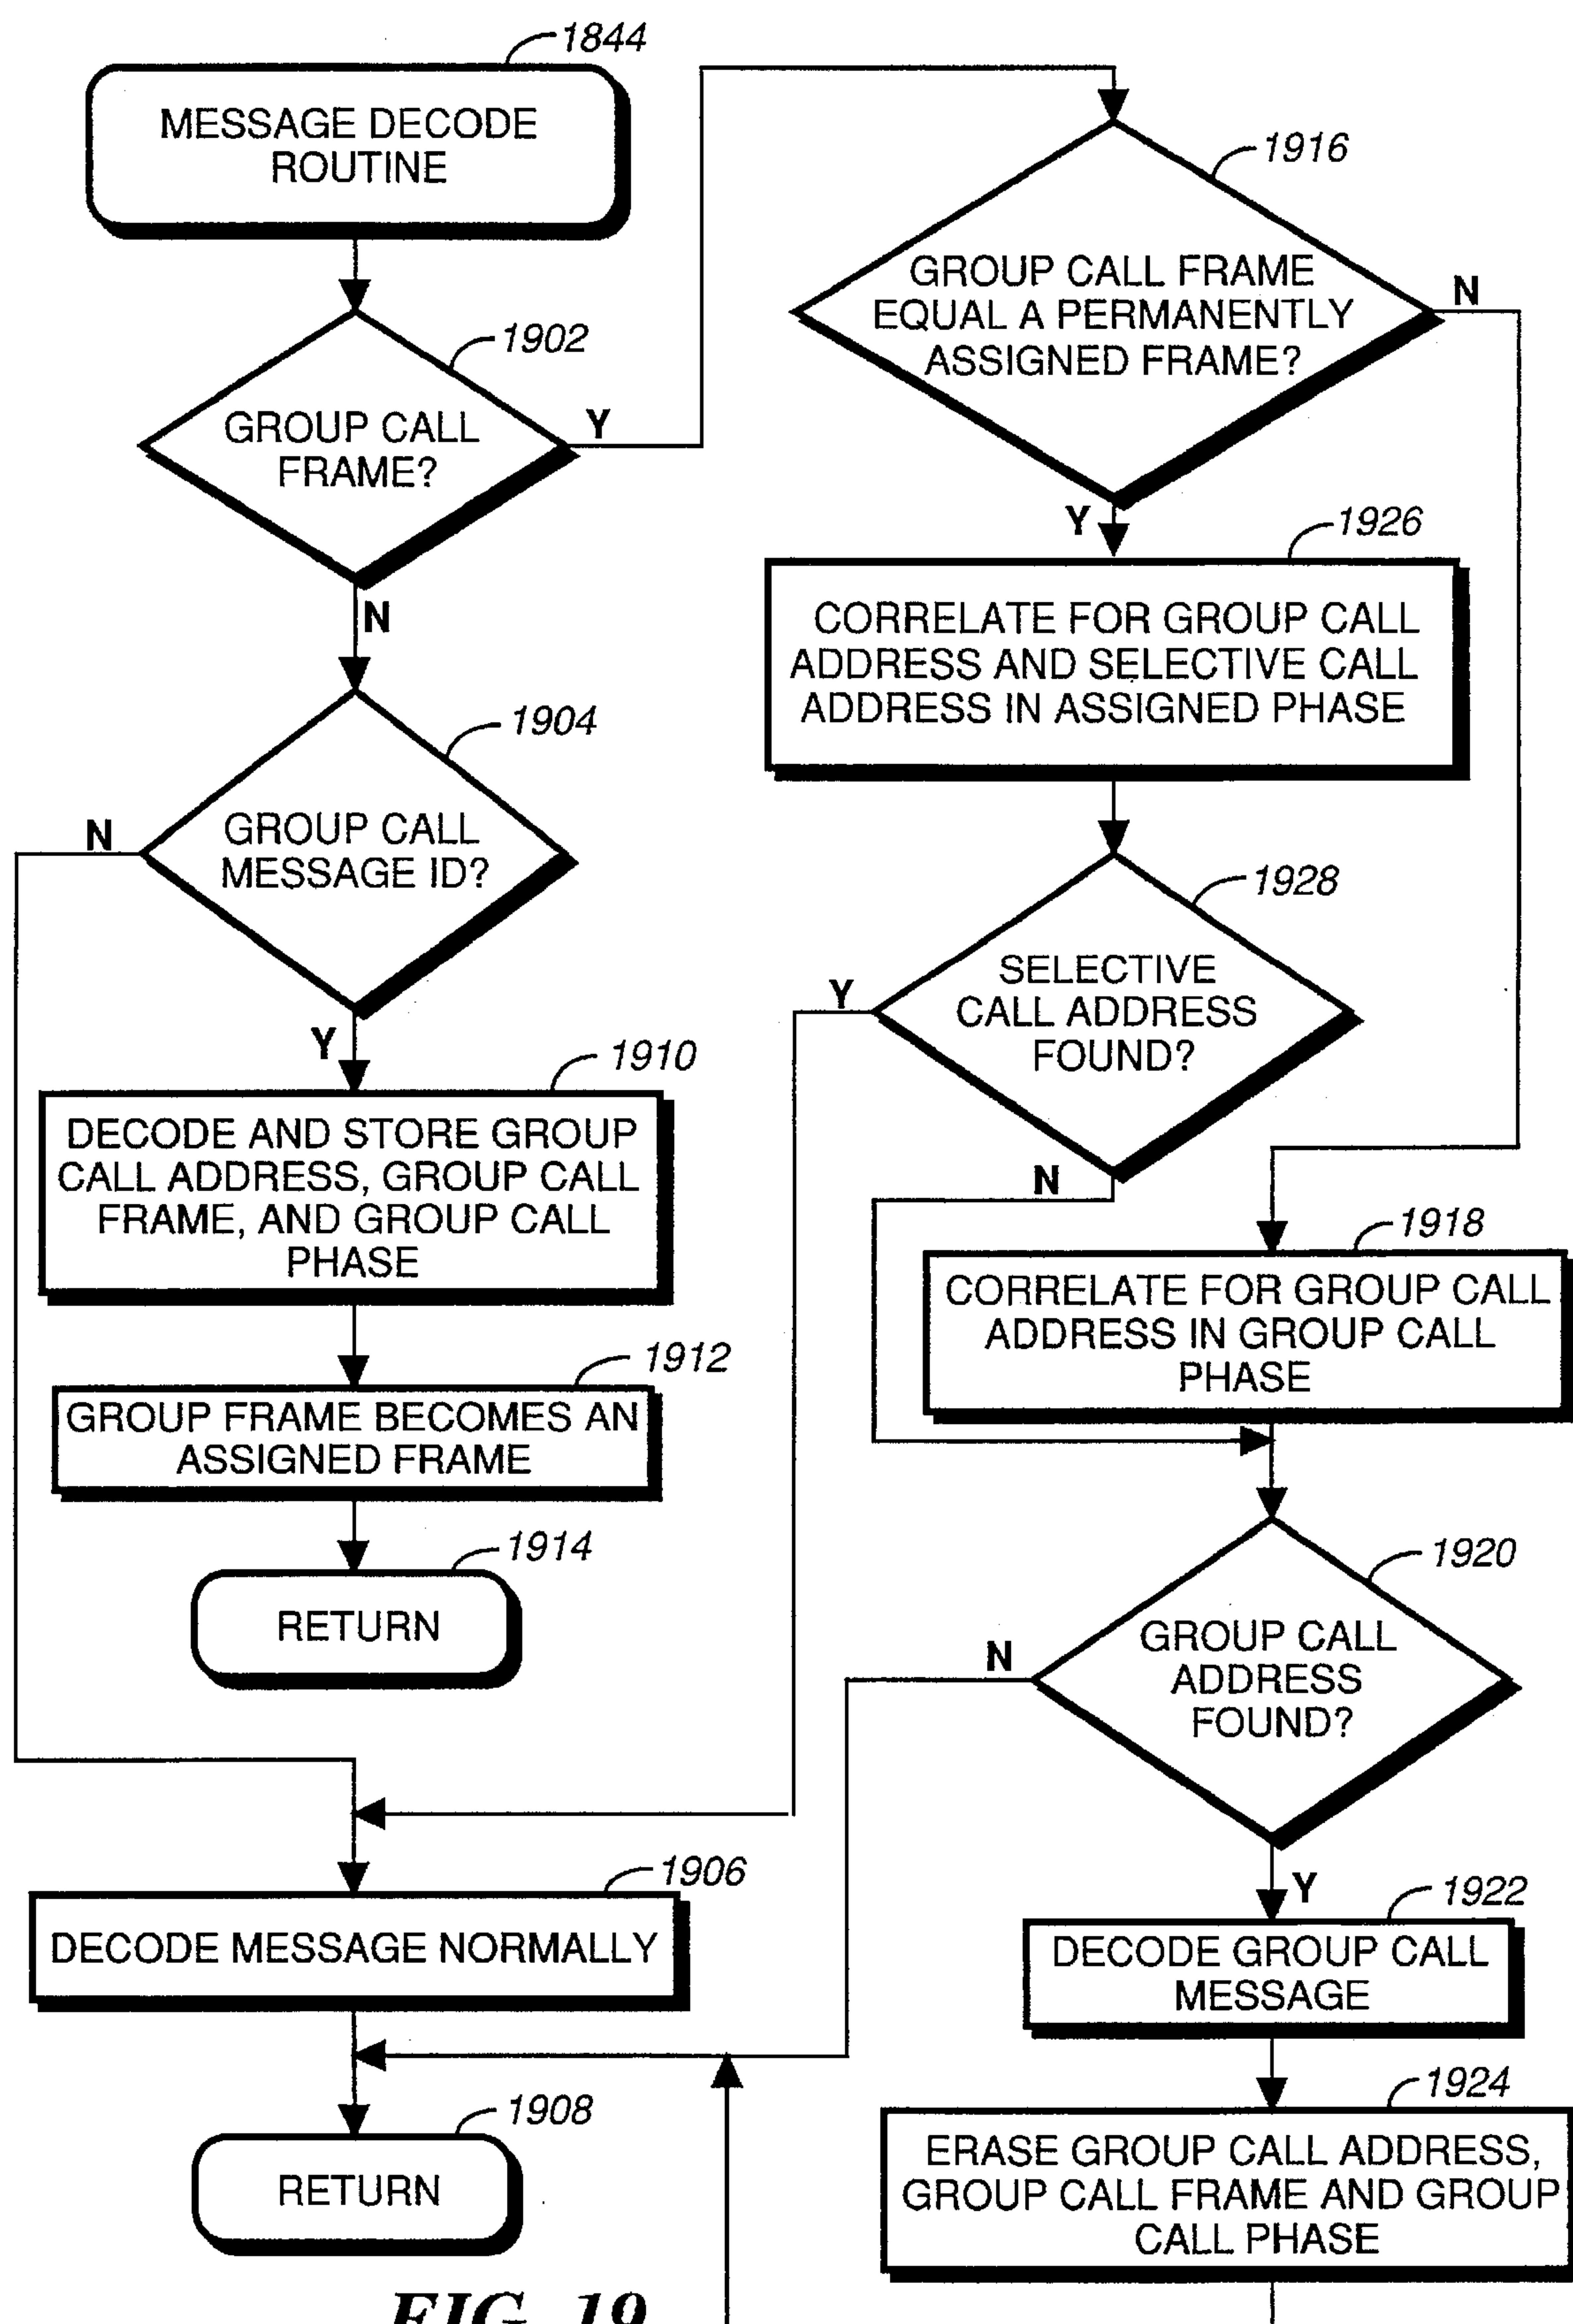 1844
MESSAGE DECODE
ROUTINE
1902
GROUP CALL
FRAME?
Y
N
1904
GROUP CALL
MESSAGE ID?
N
Y
1910
DECODE AND STORE GROUP
CALL ADDRESS, GROUP CALL
FRAME, AND GROUP CALL
PHASE
1912
GROUP FRAME BECOMES AN
ASSIGNED FRAME
1914
RETURN
1906
DECODE MESSAGE NORMALLY
1908
RETURN
1916
GROUP CALL FRAME
EQUAL A PERMANENTLY
ASSIGNED FRAME?
N
Y
1926
CORRELATE FOR GROUP CALL
ADDRESS AND SELECTIVE CALL
ADDRESS IN ASSIGNED PHASE
1928
SELECTIVE
CALL ADDRESS
FOUND?
Y
N
1918
CORRELATE FOR GROUP CALL
ADDRESS IN GROUP CALL
PHASE
1920
GROUP CALL
ADDRESS
FOUND?
N
Y
1922
DECODE GROUP CALL
MESSAGE
1924
ERASE GROUP CALL ADDRESS,
GROUP CALL FRAME AND GROUP
CALL PHASE
FIG. 19